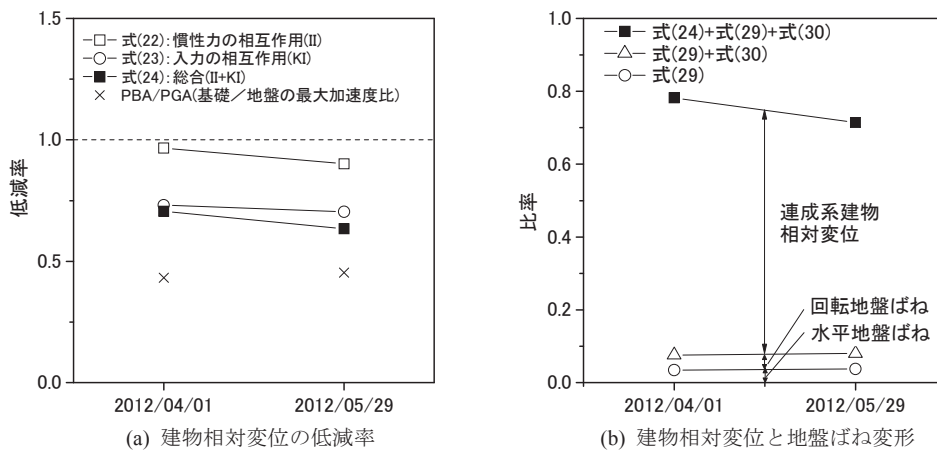 1.5
1.0
0.5
0.0
低減率
式(22):慣性力の相互作用(II)
式(23):入力の相互作用(KI)
式(24):総合(II+KI)
PBA/PGA(基礎／地盤の最大加速度比)
2012/04/01
2012/05/29
(a) 建物相対変位の低減率
1.0
0.8
0.6
0.4
0.2
0.0
比率
式(24)+式(29)+式(30)
式(29)+式(30)
式(29)
連成系建物
相対変位
回転地盤ばね
水平地盤ばね
2012/04/01
2012/05/29
(b) 建物相対変位と地盤ばね変形